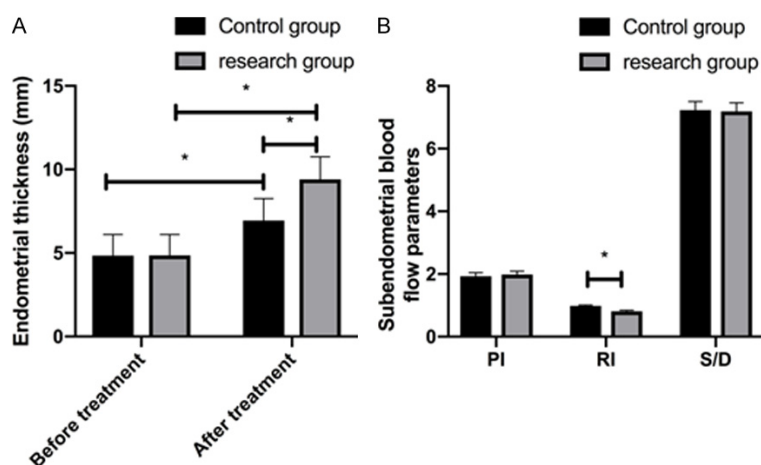 A
Control group
research group
Endometrial thickness (mm)
15
10
5
0
*
*
*
Before treatment
After treatment
B
Control group
research group
Subendometrial blood
flow parameters
8
6
4
2
0
*
PI
RI
S/D